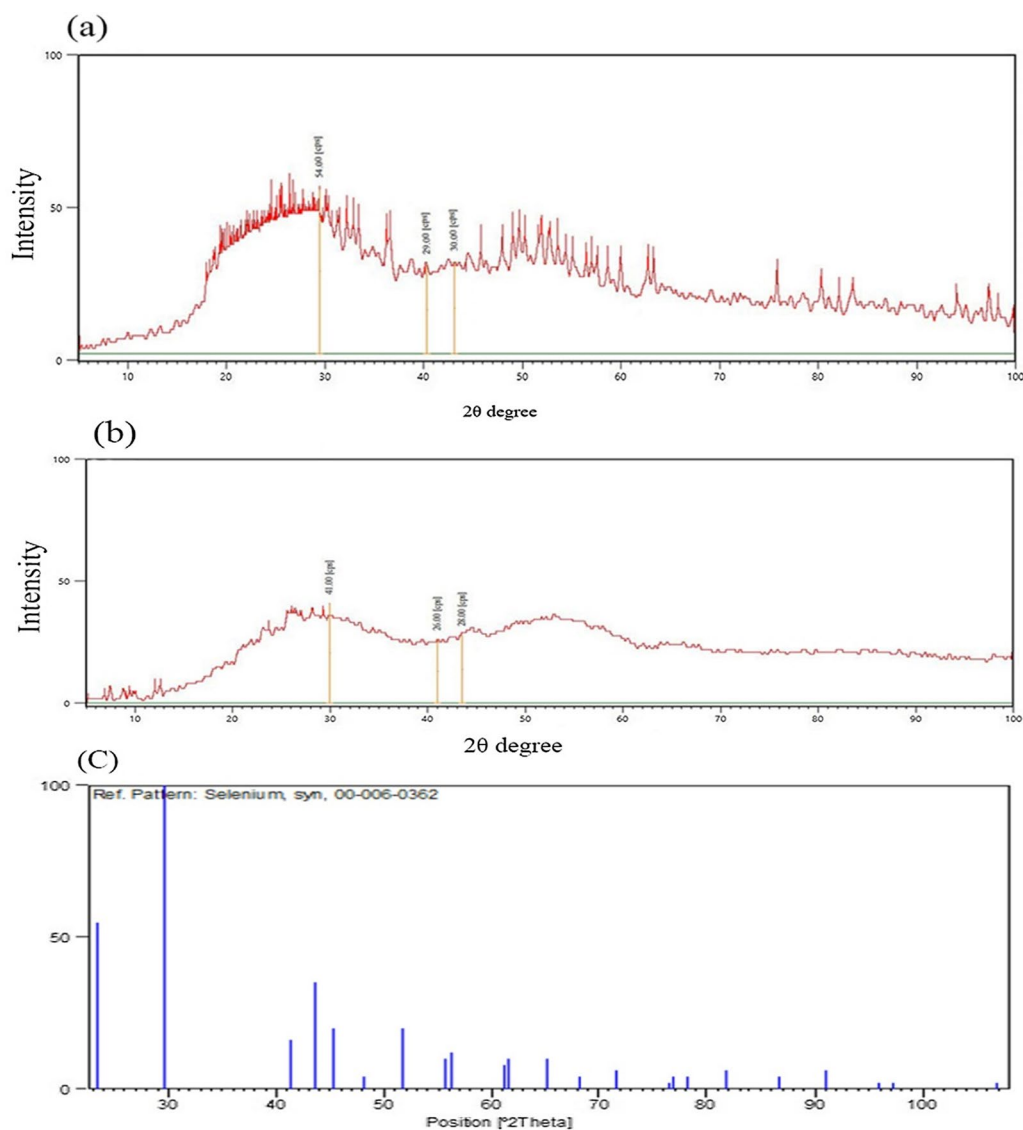 (a)
100
50
0
Intensity
54.00 [cps]
29.00 [cps]
30.00 [cps]
10 20 30 40 50 60 70 80 90 100
2θ degree
(b)
100
50
0
Intensity
41.00 [cps]
26.00 [cps]
28.00 [cps]
10 20 30 40 50 60 70 80 90 100
2θ degree
(C)
100
50
0
Ref. Pattern: Selenium, syn, 00-006-0362
30 40 50 60 70 80 90 100
Position [°2Theta]